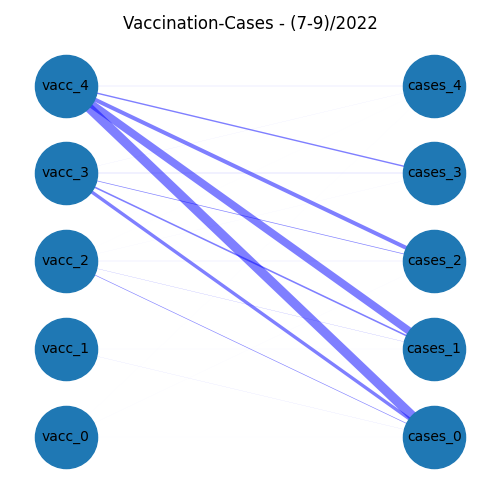 Vaccination-Cases - (7-9)/2022
vacc_4 cases_4
vacc_3 cases_3
vacc_2 cases_2
vacc_1 cases_1
vacc_0 cases_0